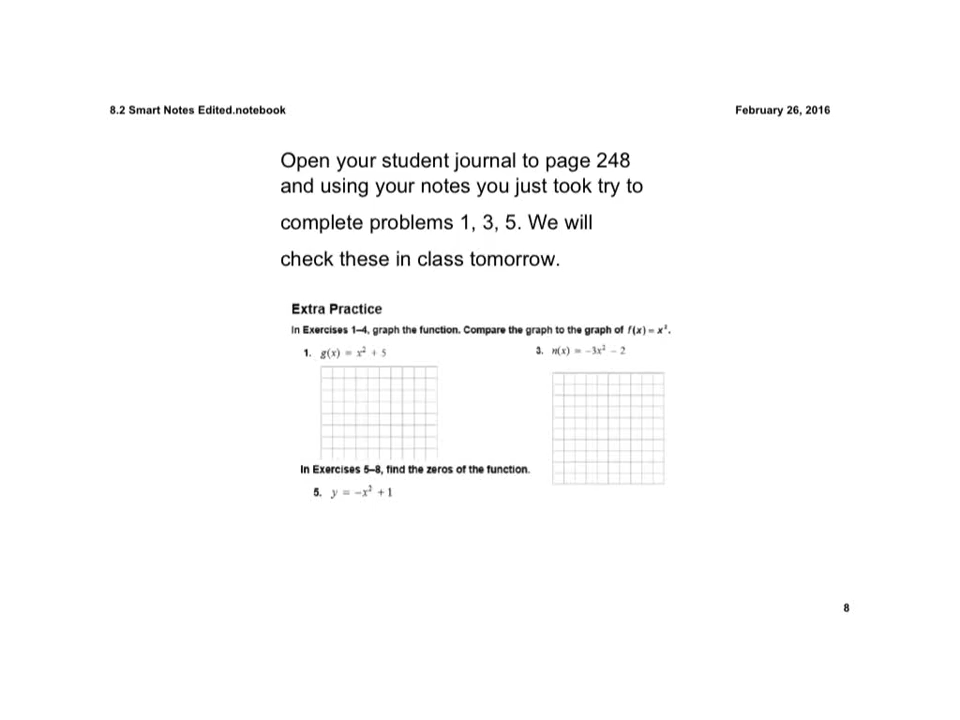 8.2 Smart Notes Edited.notebook
February 26, 2016
Open your student journal to page 248
and using your notes you just took try to
complete problems 1, 3, 5. We will
check these in class tomorrow.
Extra Practice
In Exercises 1–4, graph the function. Compare the graph to the graph of f(x) = x².
1. g(x) = x² + 5
3. n(x) = −3x² − 2
In Exercises 5–8, find the zeros of the function.
5. y = −x² + 1
8